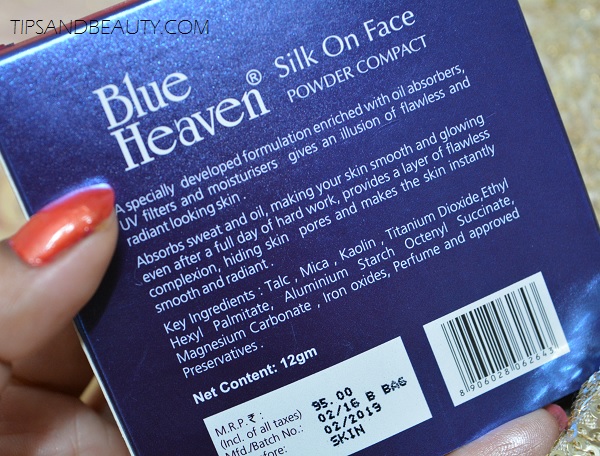 TIPSANDBEAUTY.COM
Blue Heaven® Silk On Face
POWDER COMPACT
A specially developed formulation enriched with oil absorbers,
UV filters and moisturisers gives an illusion of flawless and
radiant looking skin.
Absorbs sweat and oil, making your skin smooth and glowing
even after a full day of hard work, provides a layer of flawless
complexion, hiding skin pores and makes the skin instantly
smooth and radiant.
Key Ingredients : Talc , Mica , Kaolin , Titanium Dioxide,Ethyl
Hexyl Palmitate, Aluminium Starch Octenyl Succinate,
Magnesium Carbonate , Iron oxides, Perfume and approved
Preservatives .
Net Content: 12gm
M.R.P.₹ : 95.00
(Incl. of all taxes)
Mfd./Batch No.: 02/16 B BAG
fore: 02/2019
SKIN
8 906028 062643